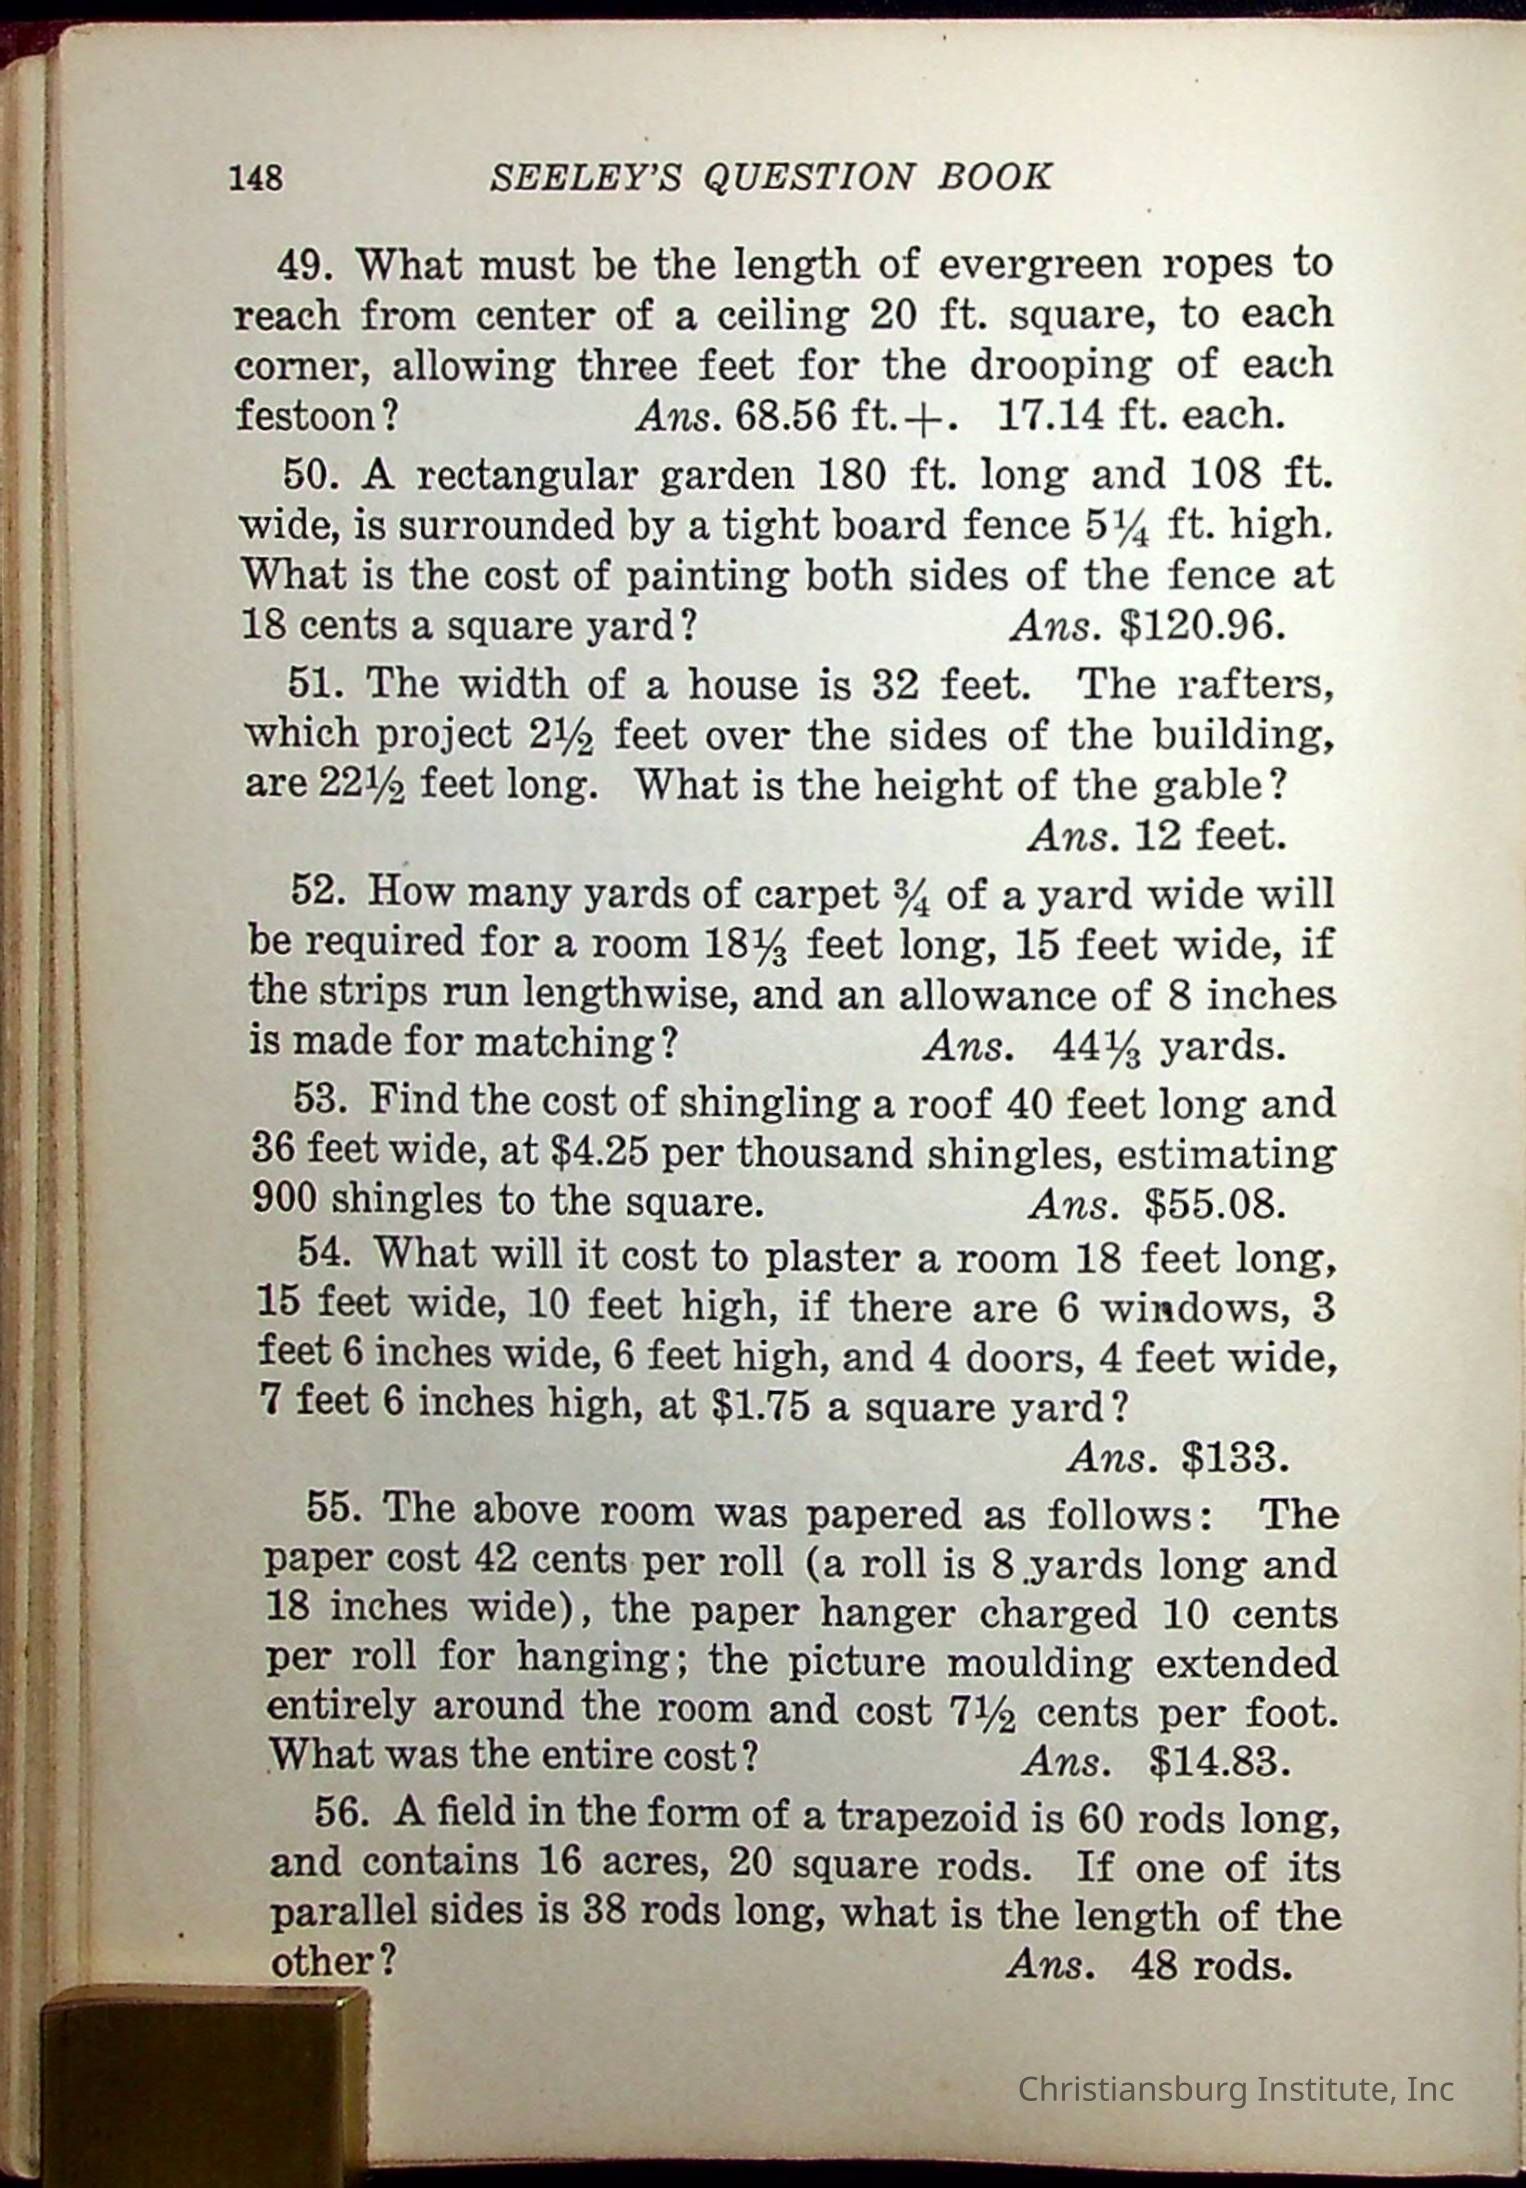 148 SEELEY'S QUESTION BOOK
49. What must be the length of evergreen ropes to
reach from center of a ceiling 20 ft. square, to each
corner, allowing three feet for the drooping of each
festoon? Ans. 68.56 ft.+. 17.14 ft. each.
50. A rectangular garden 180 ft. long and 108 ft.
wide, is surrounded by a tight board fence 5¼ ft. high.
What is the cost of painting both sides of the fence at
18 cents a square yard? Ans. $120.96.
51. The width of a house is 32 feet. The rafters,
which project 2½ feet over the sides of the building,
are 22½ feet long. What is the height of the gable?
Ans. 12 feet.
52. How many yards of carpet ¾ of a yard wide will
be required for a room 18⅓ feet long, 15 feet wide, if
the strips run lengthwise, and an allowance of 8 inches
is made for matching? Ans. 44⅓ yards.
53. Find the cost of shingling a roof 40 feet long and
36 feet wide, at $4.25 per thousand shingles, estimating
900 shingles to the square. Ans. $55.08.
54. What will it cost to plaster a room 18 feet long,
15 feet wide, 10 feet high, if there are 6 windows, 3
feet 6 inches wide, 6 feet high, and 4 doors, 4 feet wide,
7 feet 6 inches high, at $1.75 a square yard?
Ans. $133.
55. The above room was papered as follows: The
paper cost 42 cents per roll (a roll is 8 yards long and
18 inches wide), the paper hanger charged 10 cents
per roll for hanging; the picture moulding extended
entirely around the room and cost 7½ cents per foot.
What was the entire cost? Ans. $14.83.
56. A field in the form of a trapezoid is 60 rods long,
and contains 16 acres, 20 square rods. If one of its
parallel sides is 38 rods long, what is the length of the
other? Ans. 48 rods.
Christiansburg Institute, Inc